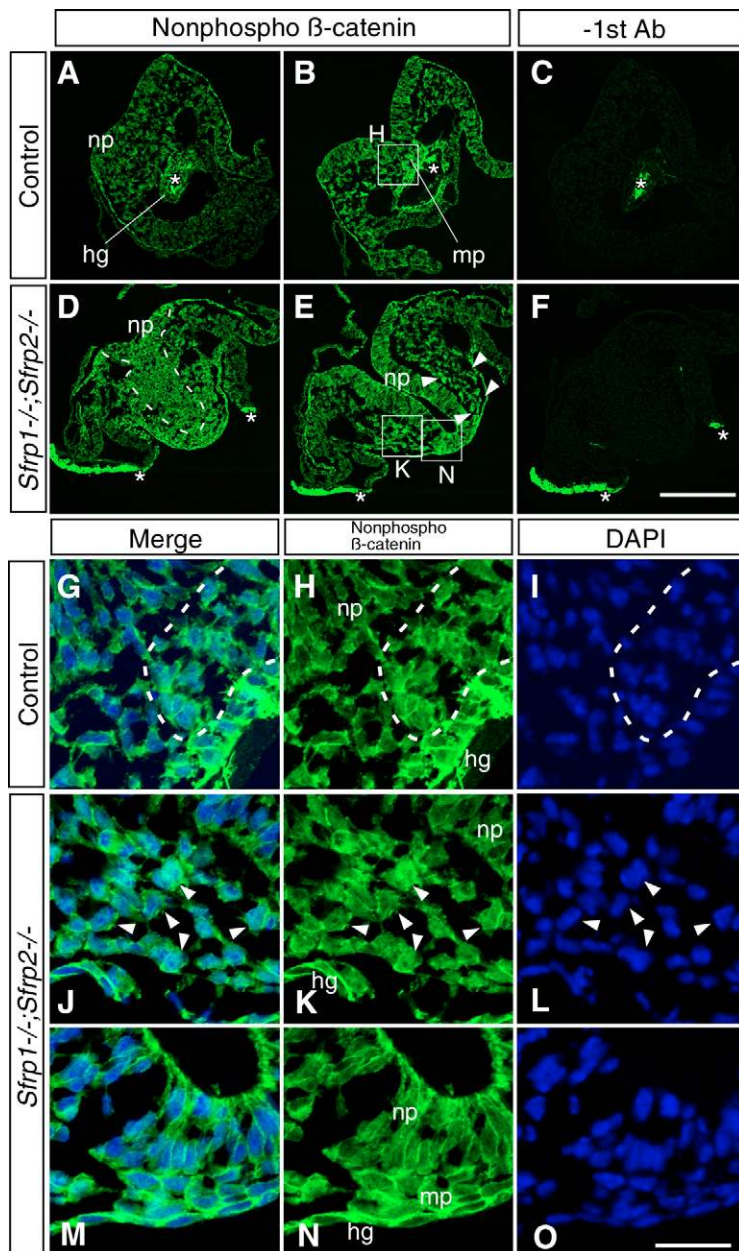 Nonphospho ß-catenin
-1st Ab
Control
A
np
*
hg
B
H
*
mp
C
*
Sfrp1-/-;Sfrp2-/-
D
np
*
*
E
np
K
N
*
F
*
*
Merge
Nonphospho
ß-catenin
DAPI
Control
G
np
H
hg
I
Sfrp1-/-;Sfrp2-/-
J
np
hg
K
L
M
np
mp
N
hg
O